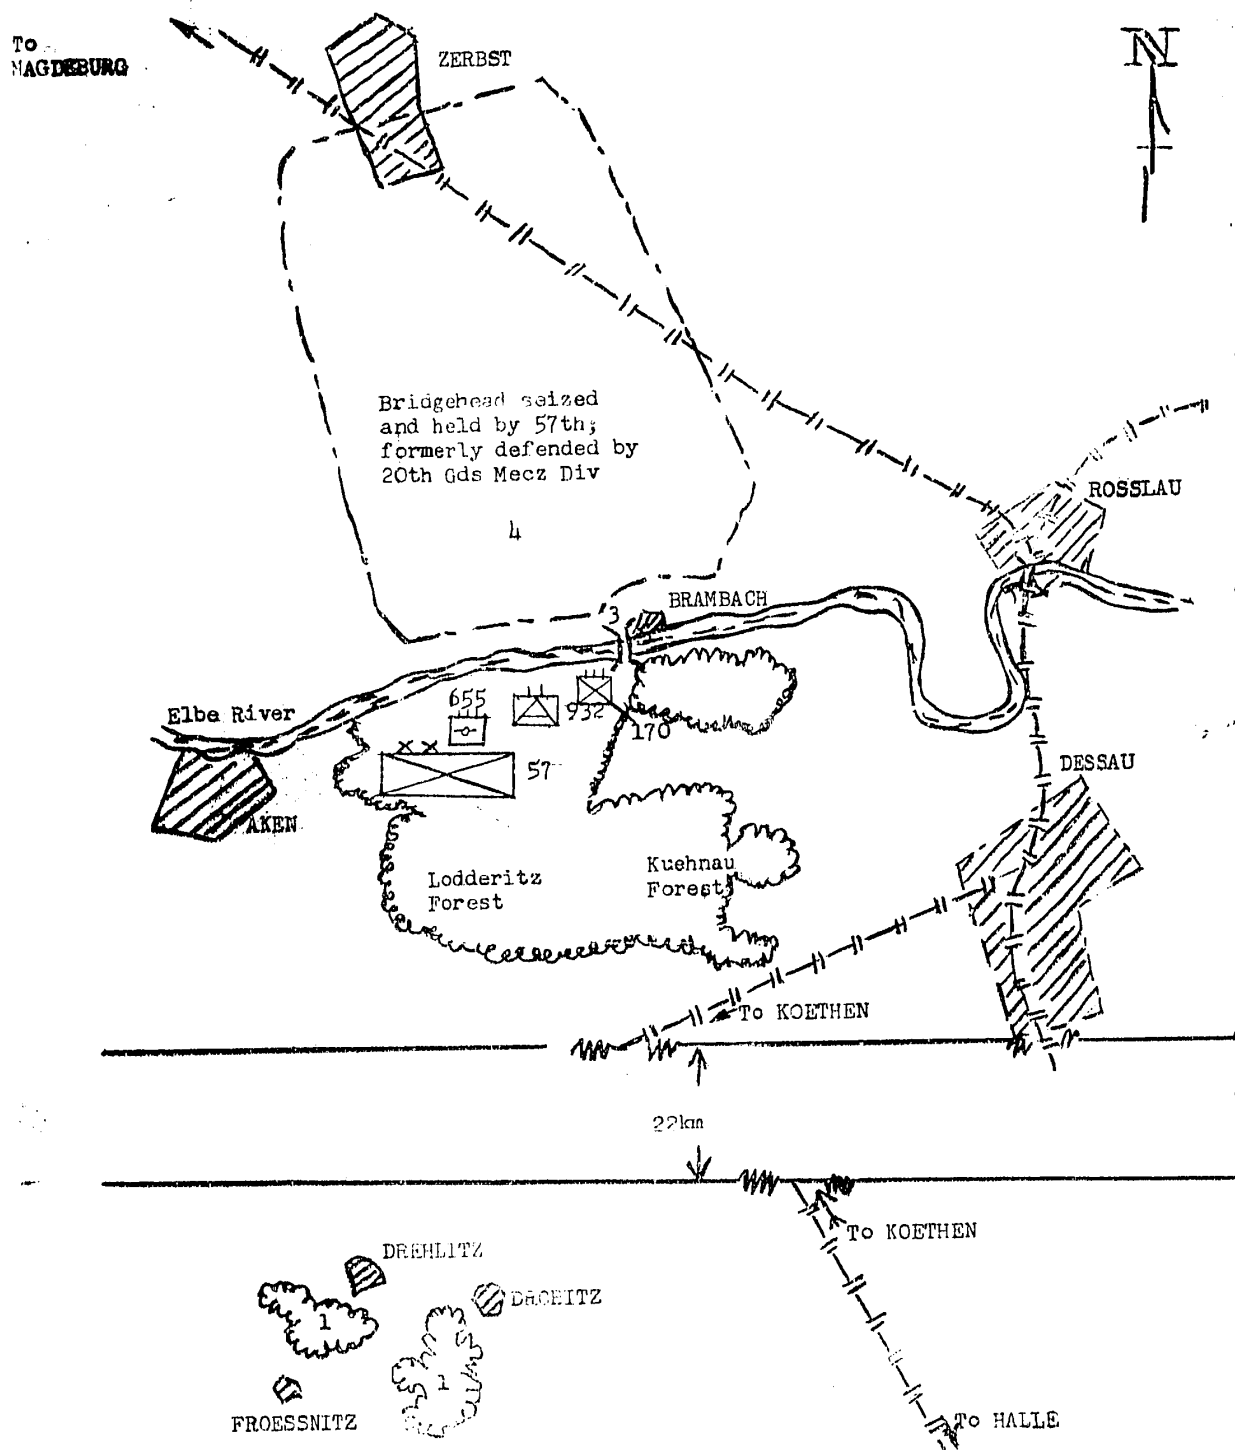 To
MAGDEBURG
ZERBST
N
Bridgehead seized
and held by 57th;
formerly defended by
20th Gds Mecz Div
4
ROSSLAU
BRAMBACH
3
Elbe River
655
932
170
57
DESSAU
AKEN
Lodderitz
Forest
Kuehnau
Forest
To KOETHEN
22km
To KOETHEN
DREHLITZ
1
1
FROESSNITZ
To HALLE